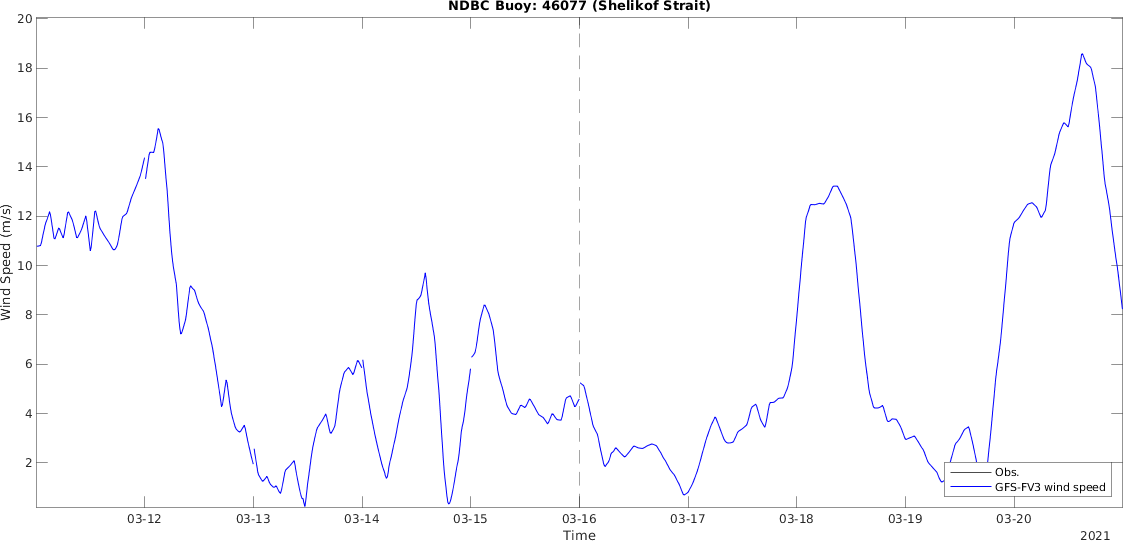 NDBC Buoy: 46077 (Shelikof Strait)
20
18
16
14
12
10
8
6
4
2
Wind Speed (m/s)
03-12 03-13 03-14 03-15 03-16 03-17 03-18 03-19 03-20
Time
2021
Obs.
GFS-FV3 wind speed